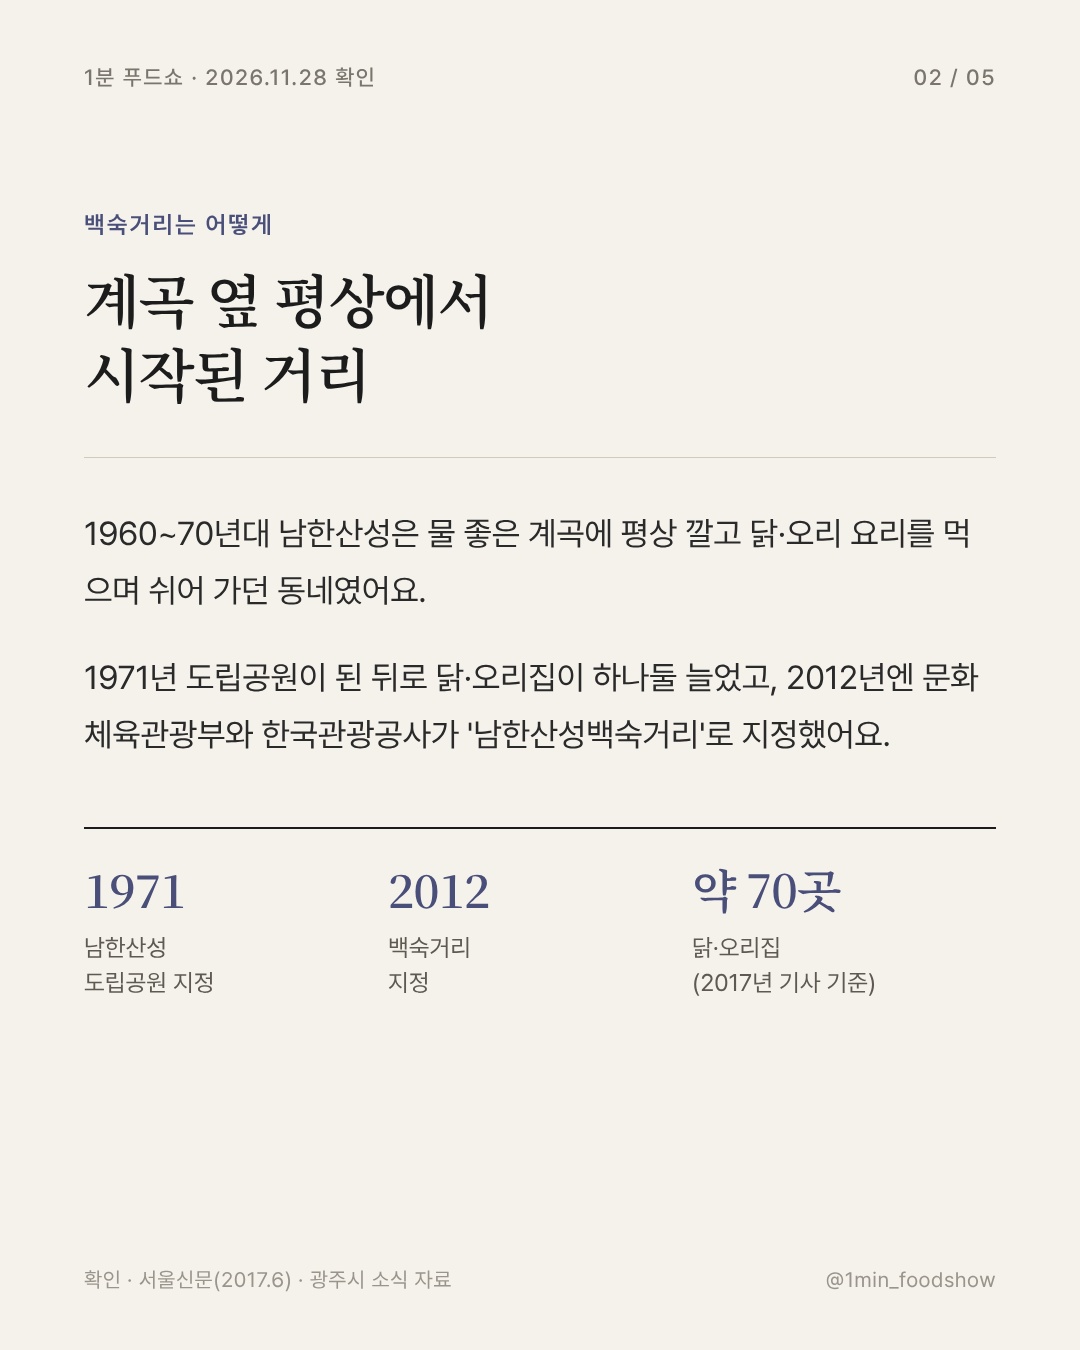 1분 푸드쇼 · 2026.11.28 확인
02 / 05
백숙거리는 어떻게
계곡 옆 평상에서
시작된 거리
1960~70년대 남한산성은 물 좋은 계곡에 평상 깔고 닭·오리 요리를 먹
으며 쉬어 가던 동네였어요.
1971년 도립공원이 된 뒤로 닭·오리집이 하나둘 늘었고, 2012년엔 문화
체육관광부와 한국관광공사가 '남한산성백숙거리'로 지정했어요.
1971
남한산성
도립공원 지정
2012
백숙거리
지정
약 70곳
닭·오리집
(2017년 기사 기준)
확인 · 서울신문(2017.6) · 광주시 소식 자료
@1min_foodshow